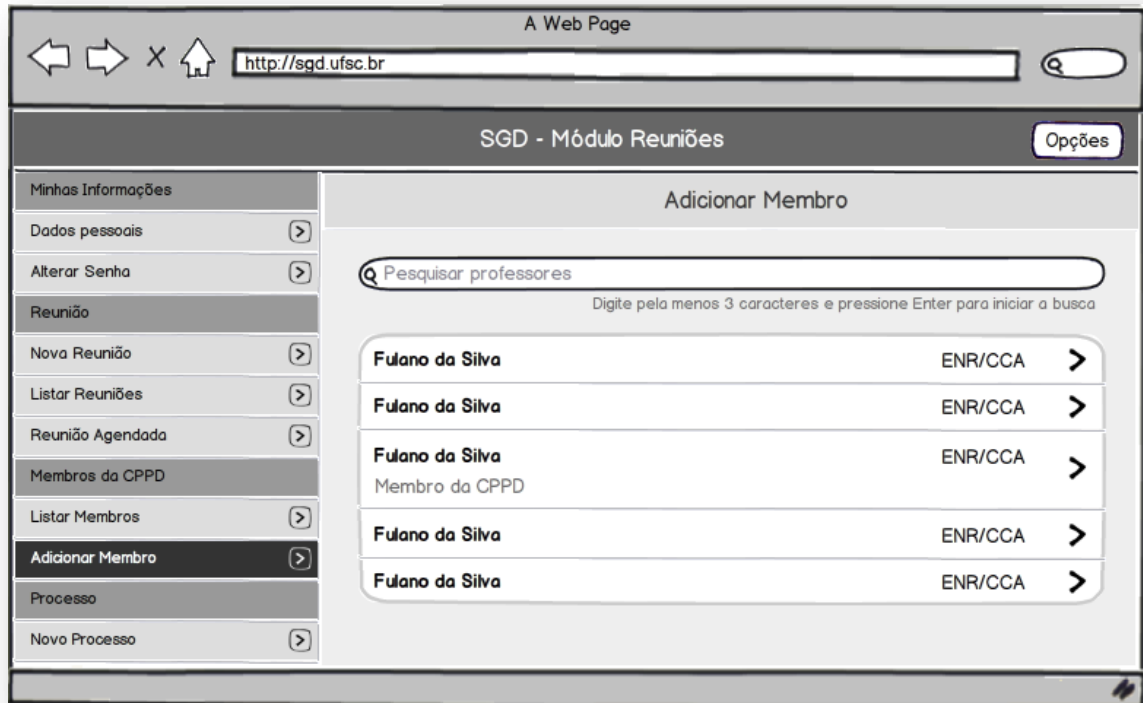 A Web Page
http://sgd.ufsc.br
SGD - Módulo Reuniões
Opções
Minhas Informações
Dados pessoais
Alterar Senha
Reunião
Nova Reunião
Listar Reuniões
Reunião Agendada
Membros da CPPD
Listar Membros
Adicionar Membro
Processo
Novo Processo
Adicionar Membro
Pesquisar professores
Digite pela menos 3 caracteres e pressione Enter para iniciar a busca
Fulano da Silva ENR/CCA
Fulano da Silva ENR/CCA
Fulano da Silva ENR/CCA
Membro da CPPD
Fulano da Silva ENR/CCA
Fulano da Silva ENR/CCA